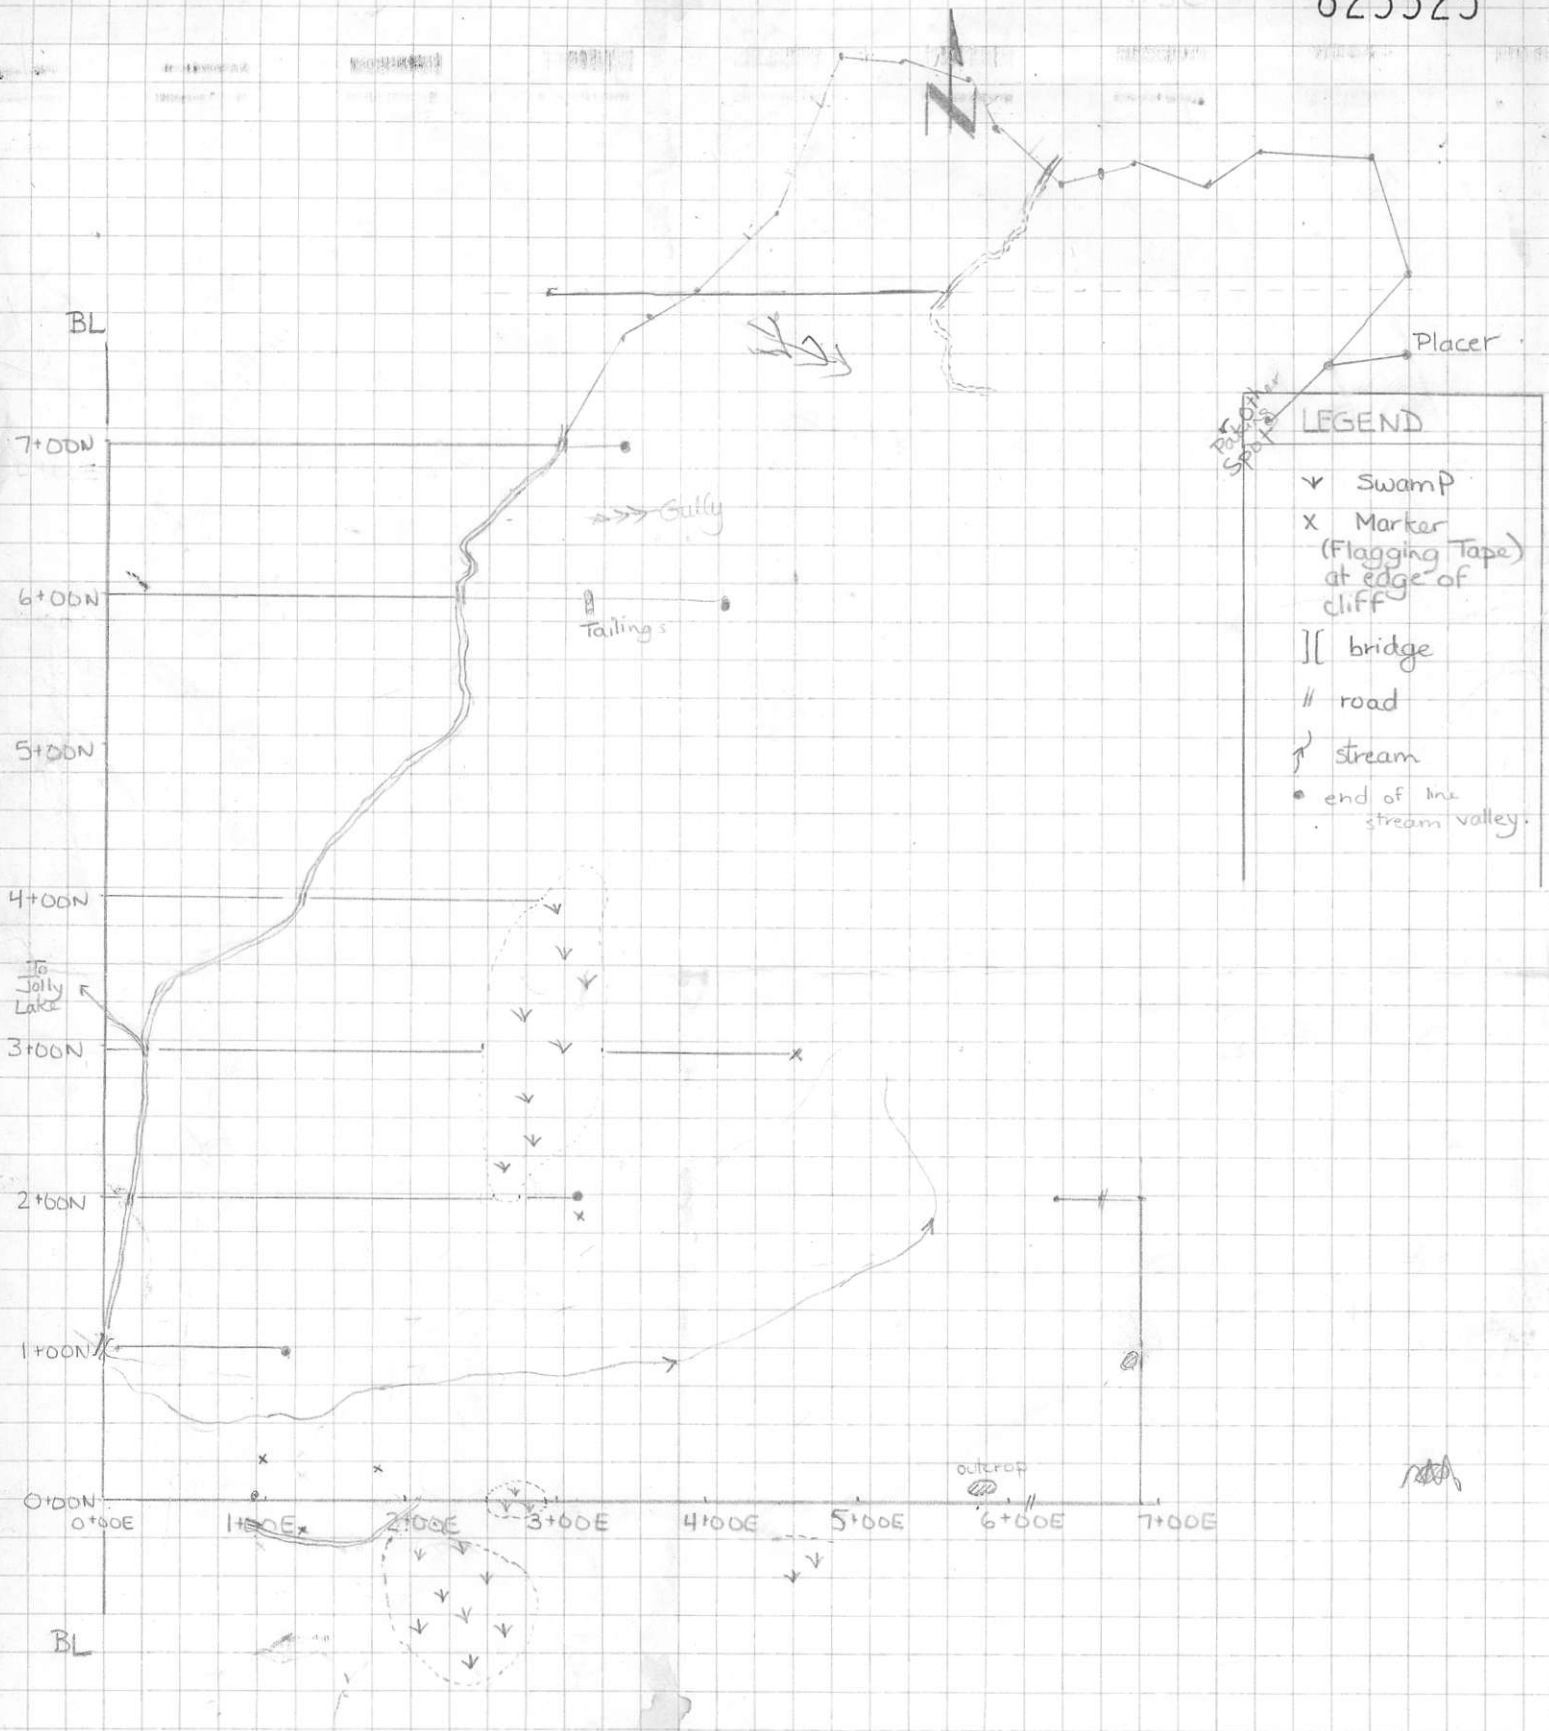 N
BL
Placer
Other
Parking
Spot
LEGEND
7+00N
Swamp
Gully
x Marker
(Flagging Tape)
at edge of
cliff
6+00N
Tailings
][ bridge
// road
5+00N
stream
• end of line
stream valley.
4+00N
To
Jolly
Lake
3+00N
x
2+00N
x
1+00N
x
x
outcrop
0+00N
0+00E
1+00E
x
2+00E
3+00E
4+00E
5+00E
6+00E
7+00E
BL